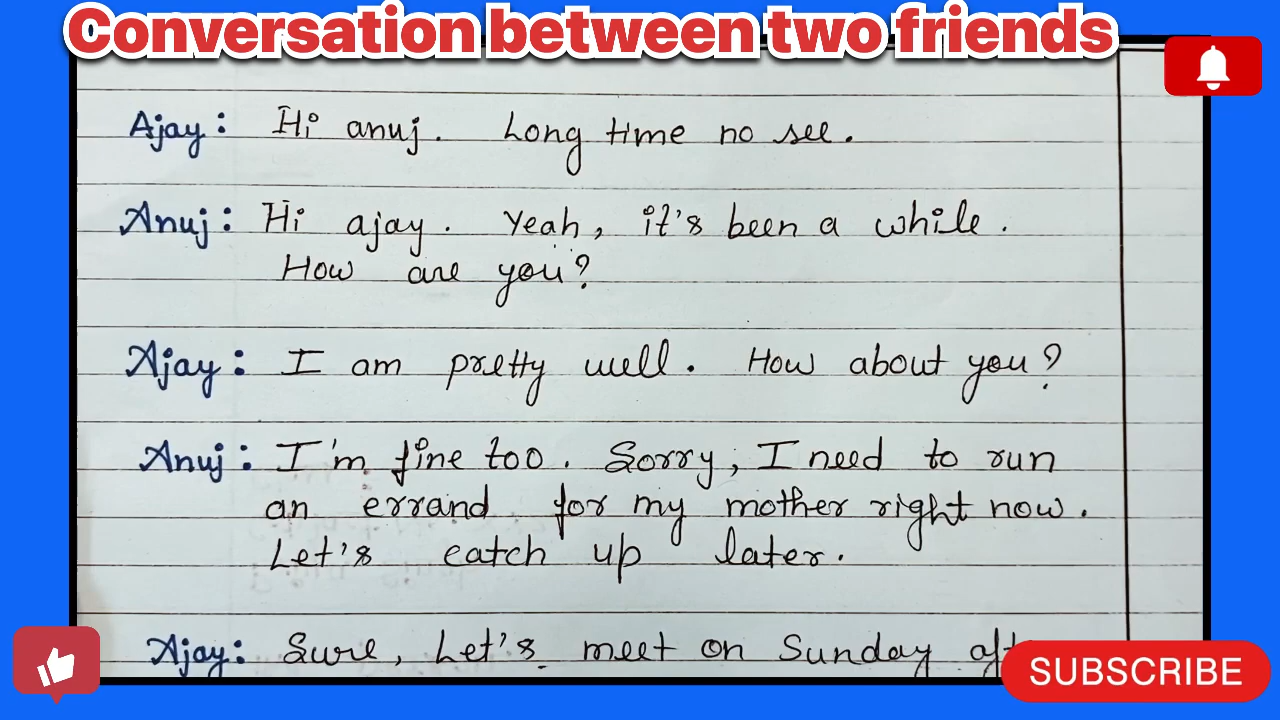 Conversation between two friends
Ajay: Hi anuj. Long time no see.
Anuj: Hi ajay. Yeah, it's been a while.
How are you?
Ajay: I am pretty well. How about you?
Anuj: I'm fine too. Sorry, I need to run
an errand for my mother right now.
Let's catch up later.
Ajay: Sure, Let's meet on Sunday
SUBSCRIBE